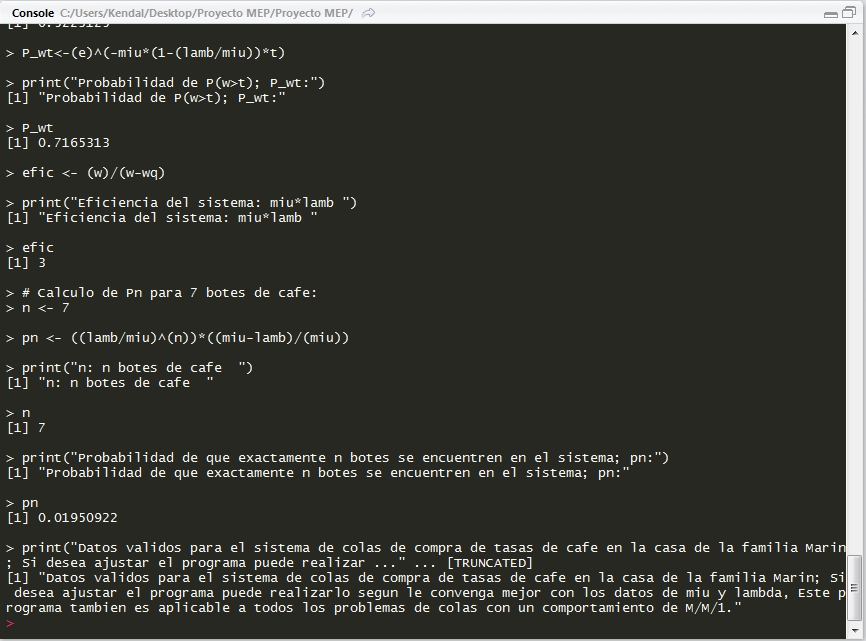 Console C:/Users/Kendal/Desktop/Proyecto MEP/Proyecto MEP/
> P_wt<-(e)^(-miu*(1-(lamb/miu))*t)
> print("Probabilidad de P(w>t); P_wt:")
[1] "Probabilidad de P(w>t); P_wt:"
> P_wt
[1] 0.7165313
> efic <- (w)/(w-wq)
> print("Eficiencia del sistema: miu*lamb ")
[1] "Eficiencia del sistema: miu*lamb "
> efic
[1] 3
> # Calculo de Pn para 7 botes de cafe:
> n <- 7
> pn <- ((lamb/miu)^(n))*((miu-lamb)/(miu))
> print("n: n botes de cafe  ")
[1] "n: n botes de cafe  "
> n
[1] 7
> print("Probabilidad de que exactamente n botes se encuentren en el sistema; pn:")
[1] "Probabilidad de que exactamente n botes se encuentren en el sistema; pn:"
> pn
[1] 0.01950922
> print("Datos validos para el sistema de colas de compra de tasas de cafe en la casa de la familia Marin
; Si desea ajustar el programa puede realizar ..." ... [TRUNCATED]
[1] "Datos validos para el sistema de colas de compra de tasas de cafe en la casa de la familia Marin; Si
desea ajustar el programa puede realizarlo segun le convenga mejor con los datos de miu y lambda, Este p
rograma tambien es aplicable a todos los problemas de colas con un comportamiento de M/M/1."
>